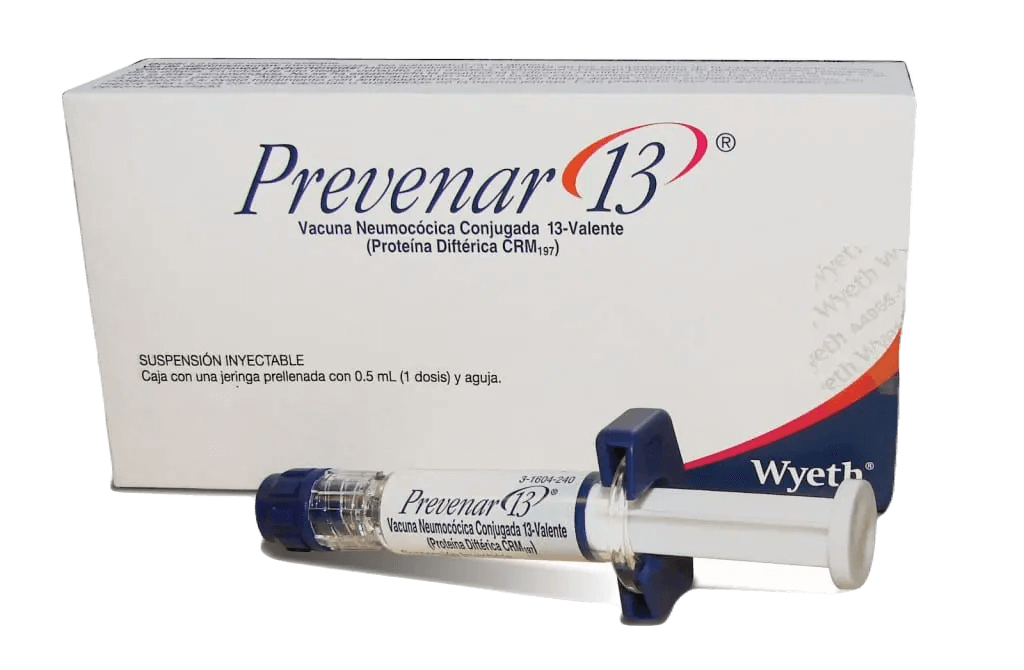 Prevenar 13®
Vacuna Neumocócica Conjugada 13-Valente
(Proteína Diftérica CRM197)
Wyeth
Wyeth
SUSPENSIÓN INYECTABLE
Caja con una jeringa prellenada con 0.5 mL (1 dosis) y aguja.
Wyeth®
3-1604-240
Prevenar 13®
Vacuna Neumocócica Conjugada 13-Valente
(Proteína Diftérica CRM197)